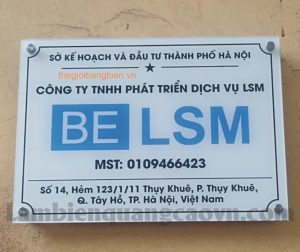 SỞ KẾ HOẠCH VÀ ĐẦU TƯ THÀNH PHỐ HÀ NỘI
thegioibangbien.vn
CÔNG TY TNHH PHÁT TRIỂN DỊCH VỤ LSM
BE LSM
MST: 0109466423
Số 14, Hẻm 123/1/11 Thụy Khuê, P. Thụy Khuê,
Q. Tây Hồ, TP. Hà Nội, Việt Nam
lambienquangcaovn.com